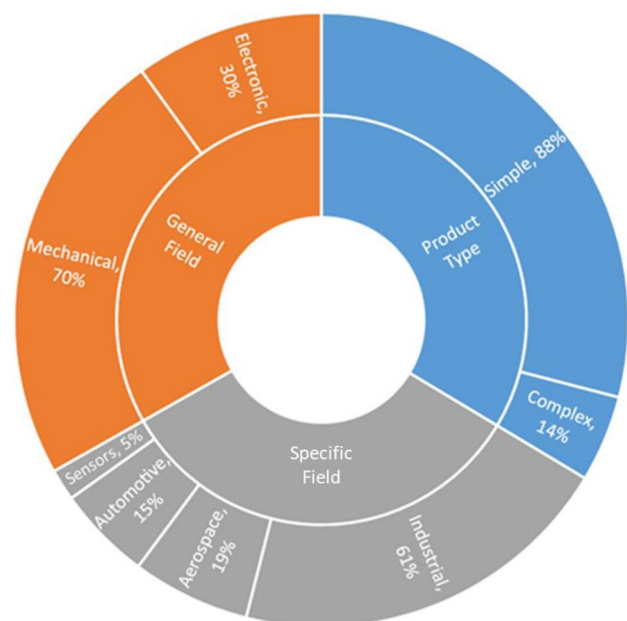 Electronic,
30%
Simple, 88%
Mechanical,
70%
General
Field
Product
Type
Complex,
14%
Specific
Field
Sensors, 5%
Automotive,
15%
Aerospace,
19%
Industrial,
61%